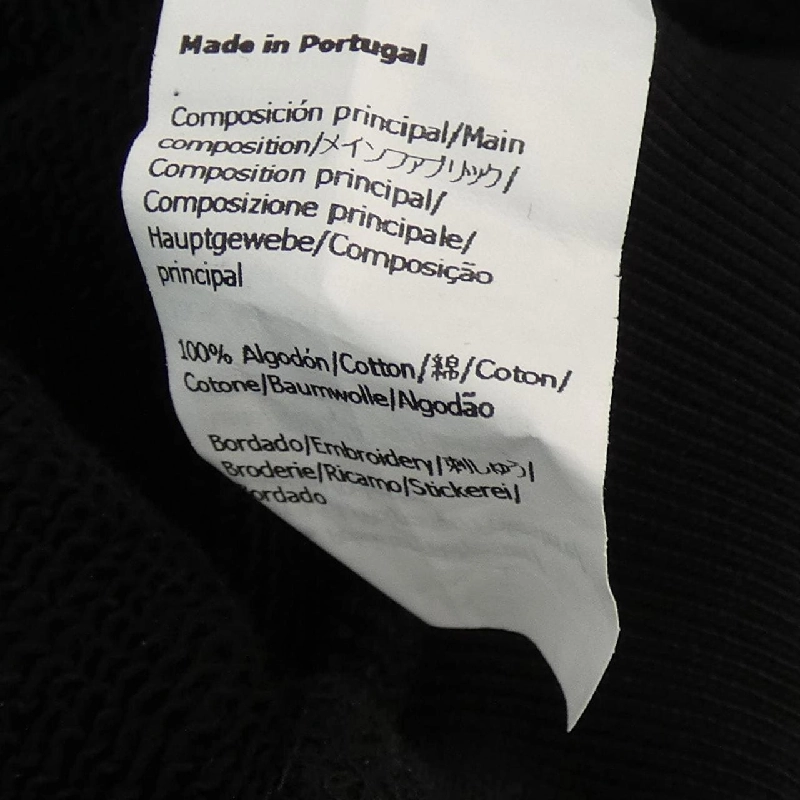 Made in Portugal
Composición principal/Main
composition/メインファブリック/
Composition principal/
Composizione principale/
Hauptgewebe/Composição
principal
100% Algodón/Cotton/綿/Coton/
Cotone/Baumwolle/Algodão
Bordado/Embroidery/刺しゅう/
Broderie/Ricamo/Stickerei/
Bordado